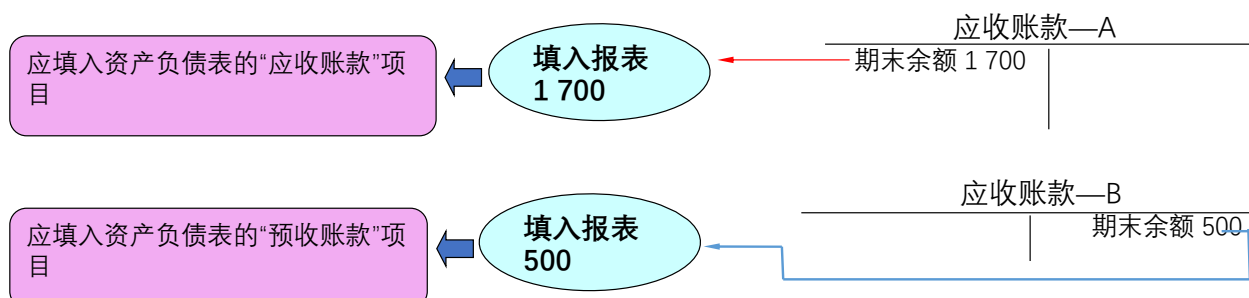 应收账款—A
应填入资产负债表的“应收账款”项
目
填入报表
1 700
期末余额 1 700
应收账款—B
应填入资产负债表的“预收账款”项
目
填入报表
500
期末余额 500